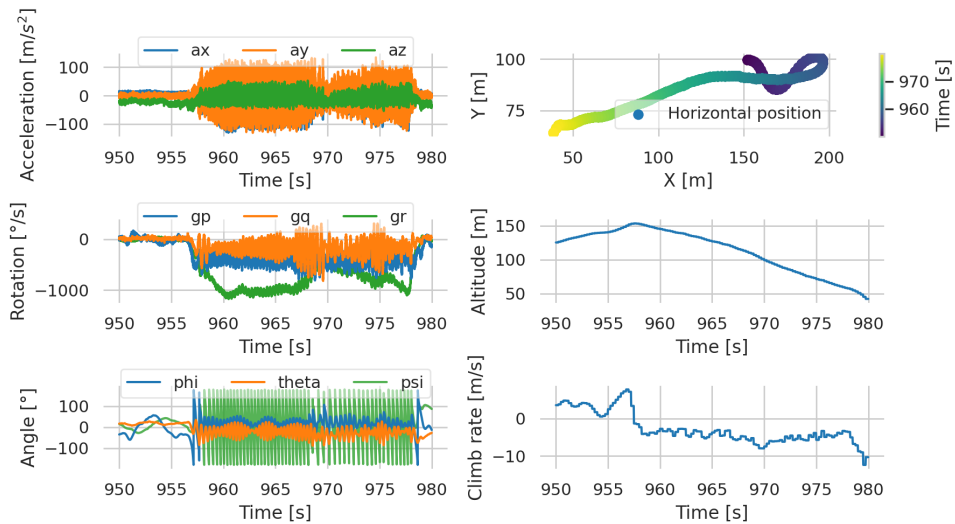 Acceleration [m/s²]
ax ay az
100
0
−100
950 955 960 965 970 975 980
Time [s]
Y [m]
100
75
Horizontal position
50 100 150 200
X [m]
970
960
Time [s]
Rotation [°/s]
gp gq gr
0
−1000
950 955 960 965 970 975 980
Time [s]
Altitude [m]
150
100
50
950 955 960 965 970 975 980
Time [s]
Angle [°]
phi theta psi
100
0
−100
950 955 960 965 970 975 980
Time [s]
Climb rate [m/s]
0
−10
950 955 960 965 970 975 980
Time [s]